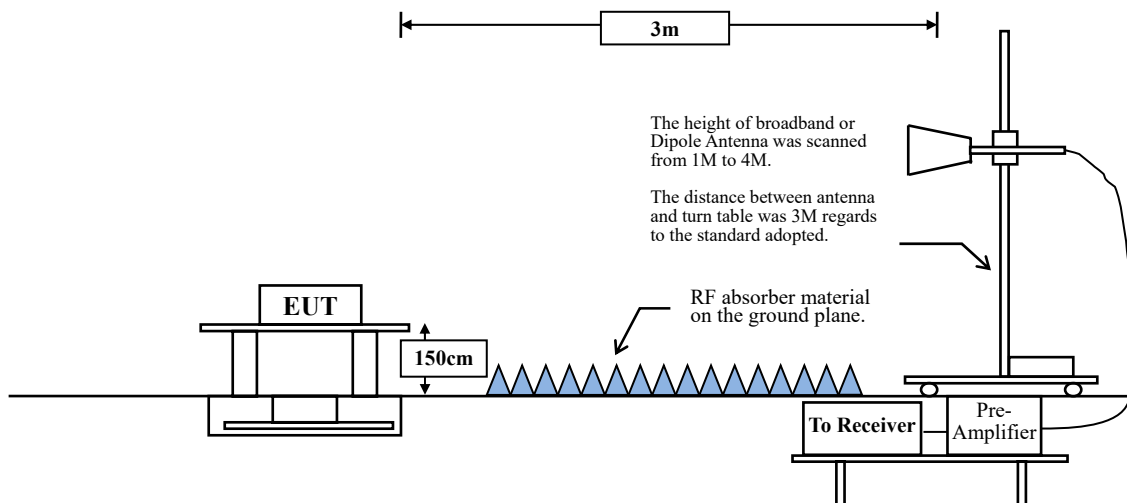 3m
The height of broadband or
Dipole Antenna was scanned
from 1M to 4M.
The distance between antenna
and turn table was 3M regards
to the standard adopted.
EUT
RF absorber material
on the ground plane.
150cm
To Receiver
Pre-
Amplifier